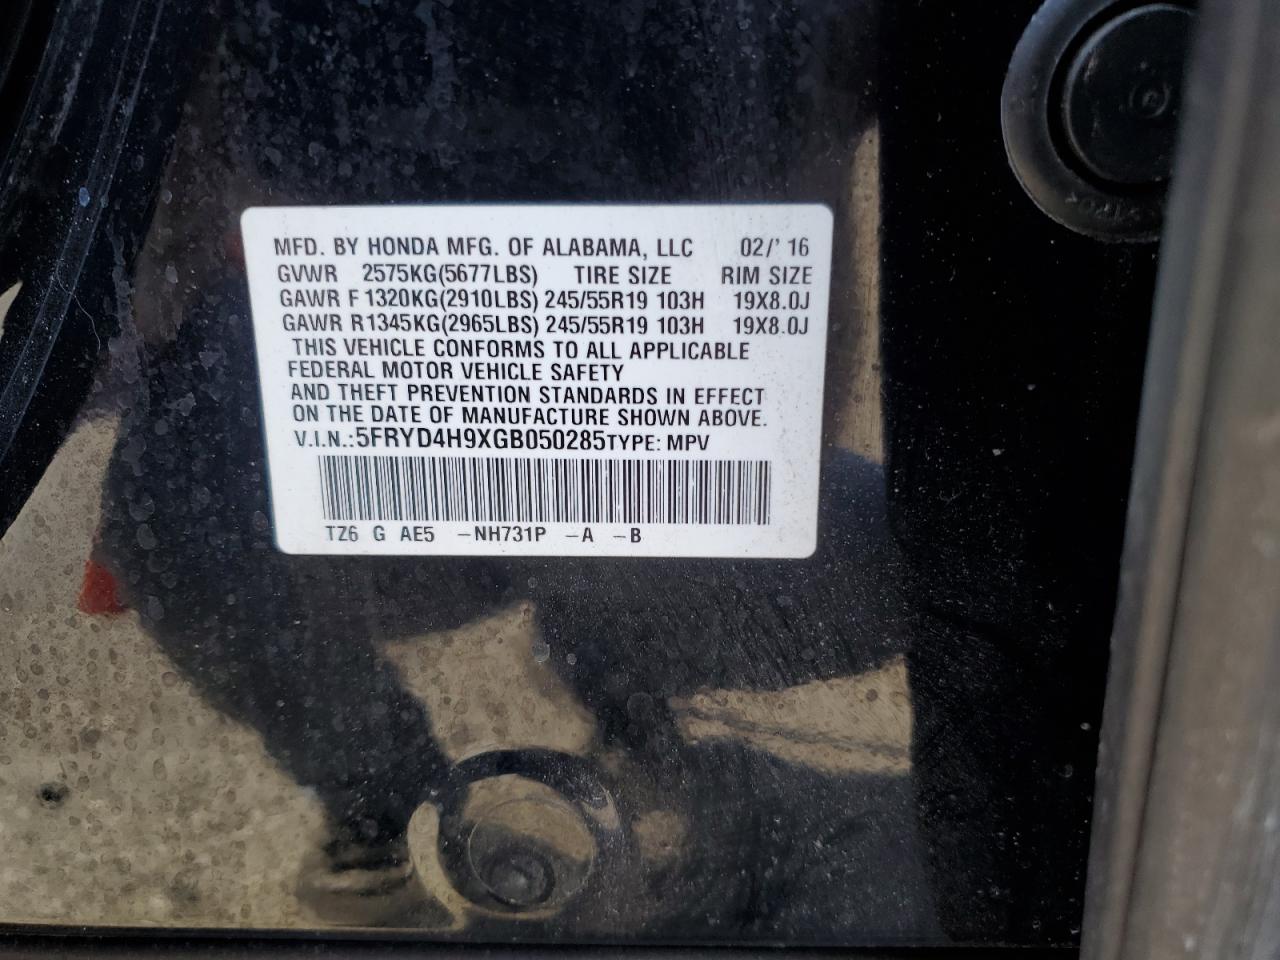 MFD. BY HONDA MFG. OF ALABAMA, LLC 02/' 16
GVWR 2575KG(5677LBS) TIRE SIZE RIM SIZE
GAWR F 1320KG(2910LBS) 245/55R19 103H 19X8.0J
GAWR R1345KG(2965LBS) 245/55R19 103H 19X8.0J
THIS VEHICLE CONFORMS TO ALL APPLICABLE
FEDERAL MOTOR VEHICLE SAFETY
AND THEFT PREVENTION STANDARDS IN EFFECT
ON THE DATE OF MANUFACTURE SHOWN ABOVE.
V.I.N.:5FRYD4H9XGB050285TYPE: MPV
TZ6 G AE5 -NH731P -A -B